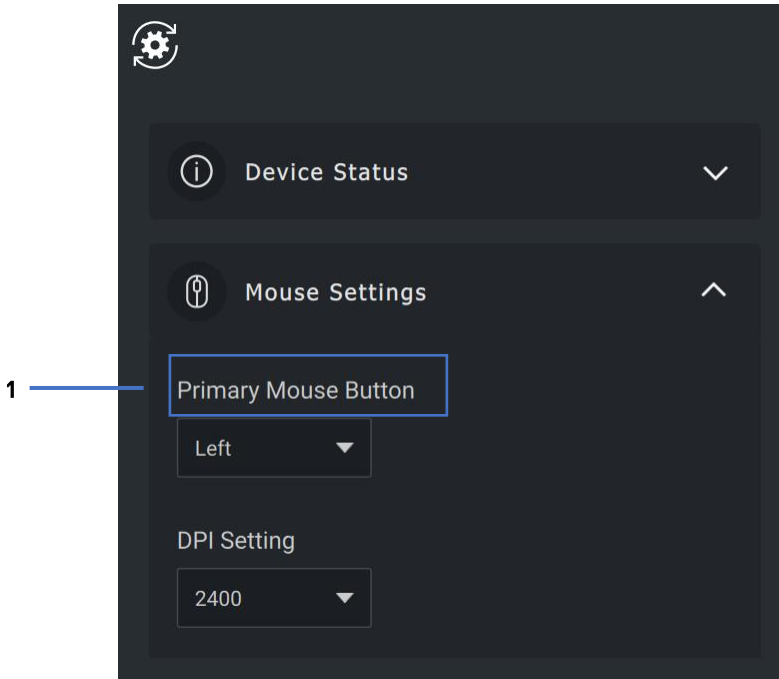 Device Status
Mouse Settings
1
Primary Mouse Button
Left
DPI Setting
2400